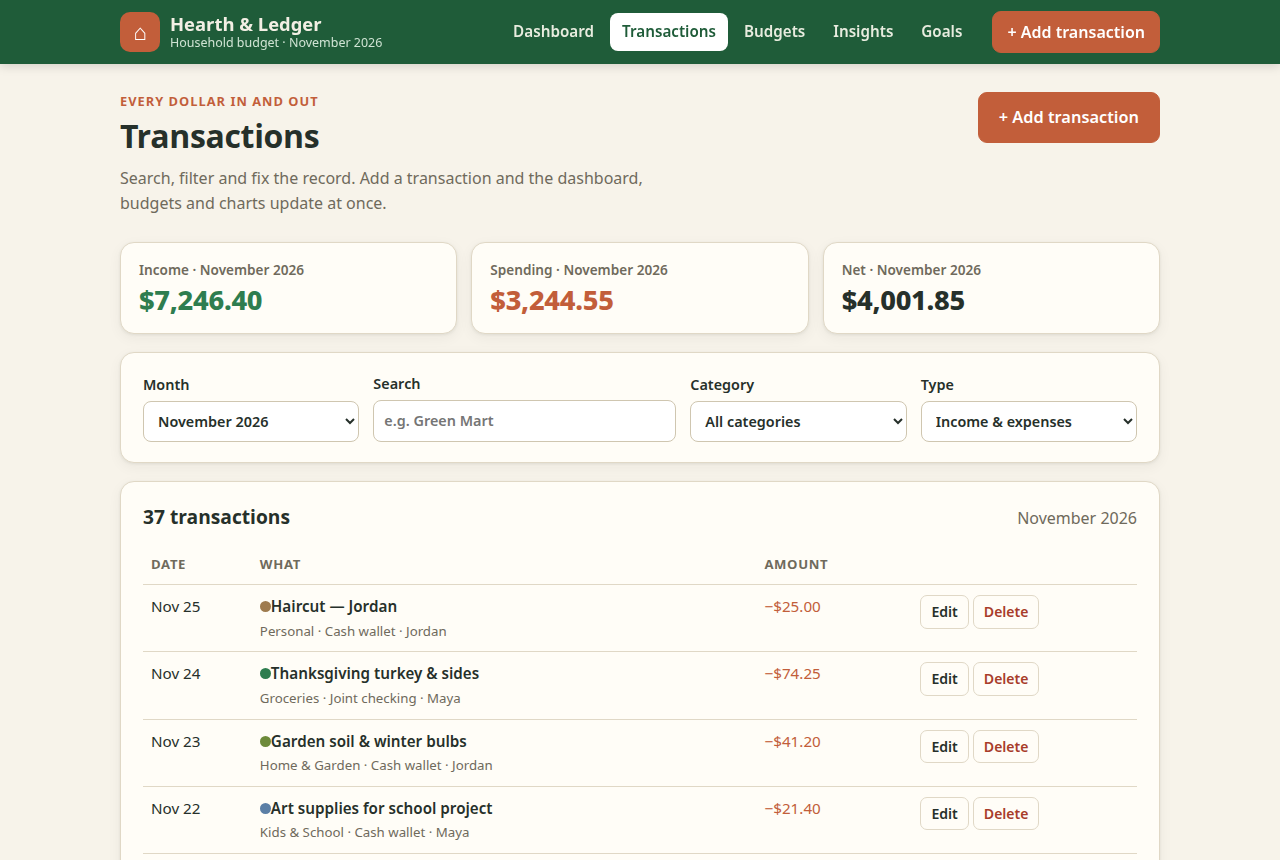 Hearth & Ledger
Household budget · November 2026
Dashboard
Transactions
Budgets
Insights
Goals
+ Add transaction
EVERY DOLLAR IN AND OUT
Transactions
+ Add transaction
Search, filter and fix the record. Add a transaction and the dashboard,
budgets and charts update at once.
Income · November 2026
$7,246.40
Spending · November 2026
$3,244.55
Net · November 2026
$4,001.85
Month
November 2026
Search
e.g. Green Mart
Category
All categories
Type
Income & expenses
37 transactions
November 2026
DATE WHAT AMOUNT
Nov 25 Haircut — Jordan −$25.00 Edit Delete
Personal · Cash wallet · Jordan
Nov 24 Thanksgiving turkey & sides −$74.25 Edit Delete
Groceries · Joint checking · Maya
Nov 23 Garden soil & winter bulbs −$41.20 Edit Delete
Home & Garden · Cash wallet · Jordan
Nov 22 Art supplies for school project −$21.40 Edit Delete
Kids & School · Cash wallet · Maya